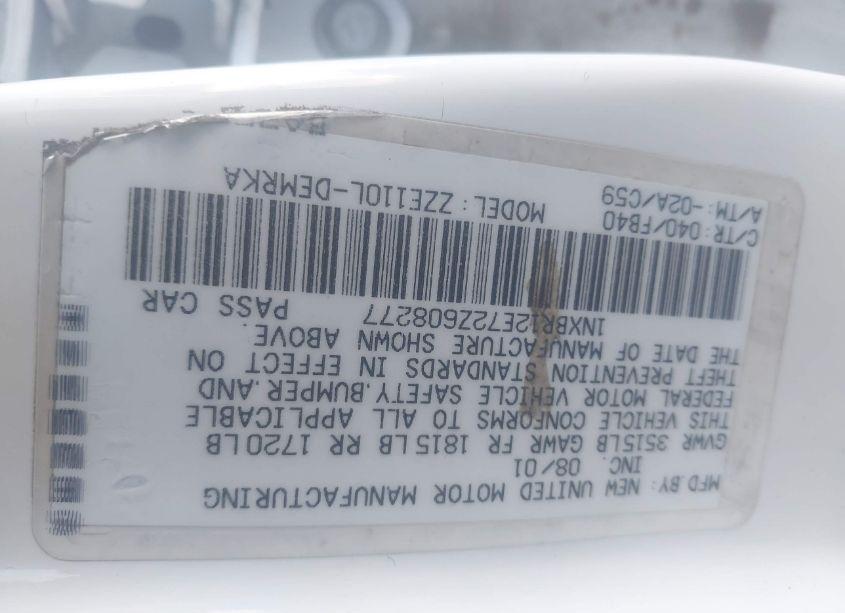 MFD.BY: NEW UNITED MOTOR MANUFACTURING
INC. 08/01
GVWR 3515LB GAWR FR 1815LB RR 1720LB
THIS VEHICLE CONFORMS TO ALL APPLICABLE
FEDERAL MOTOR VEHICLE SAFETY.BUMPER.AND
THEFT PREVENTION STANDARDS IN EFFECT ON
THE DATE OF MANUFACTURE SHOWN ABOVE.
1NXBR12E72Z608277 PASS CAR
C/TR:040/FB40 MODEL:ZZE110L-DEMRKA
A/TM:-02A/C59